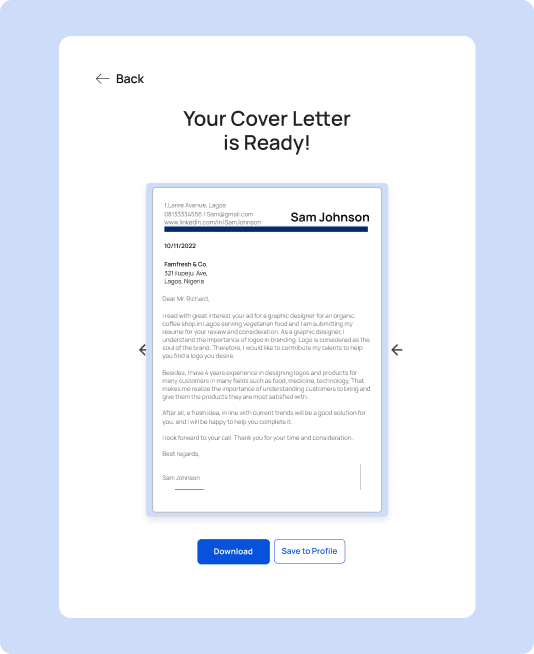 Back
Your Cover Letter
is Ready!
1,Lanre Avenue, Lagos
08133334556 / Sam@gmail.com
www.linkedin.com/in/SamJohnson
Sam Johnson
10/11/2022
Famfresh & Co.
321 ilupeju Ave,
Lagos, Nigeria
Dear Mr. Richard,
I read with great interest your ad for a graphic designer for an organic
coffee shop in Lagos serving vegetarian food and I am submitting my
resume for your review and consideration. As a graphic designer, I
understand the importance of logos in branding. Logo is considered as the
soul of the brand. Therefore, I would like to contribute my talents to help
you find a logo you desire.
Besides, I have 4 years experience in designing logos and products for
many customers in many fields such as food, medicine, technology, That
makes me realize the importance of understanding customers to bring and
give them the products they are most satisfied with.
After all, a fresh idea, in line with current trends will be a good solution for
you, and I will be happy to help you complete it.
I look forward to your call. Thank you for your time and consideration.
Best regards,
Sam Johnson
Download
Save to Profile